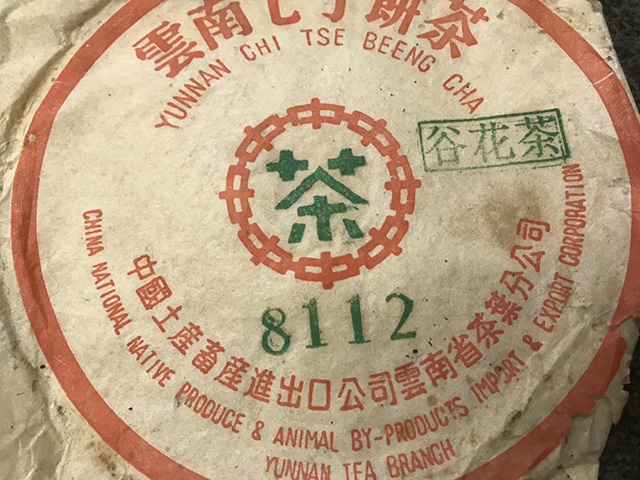 雲南七子餅茶
YUNNAN CHI TSE BEENG CHA
谷花茶
茶
8112
中國土產畜產進出口公司雲南省茶葉分公司
CHINA NATIONAL NATIVE PRODUCE & ANIMAL BY-PRODUCTS IMPORT & EXPORT CORPORATION
YUNNAN TEA BRANCH